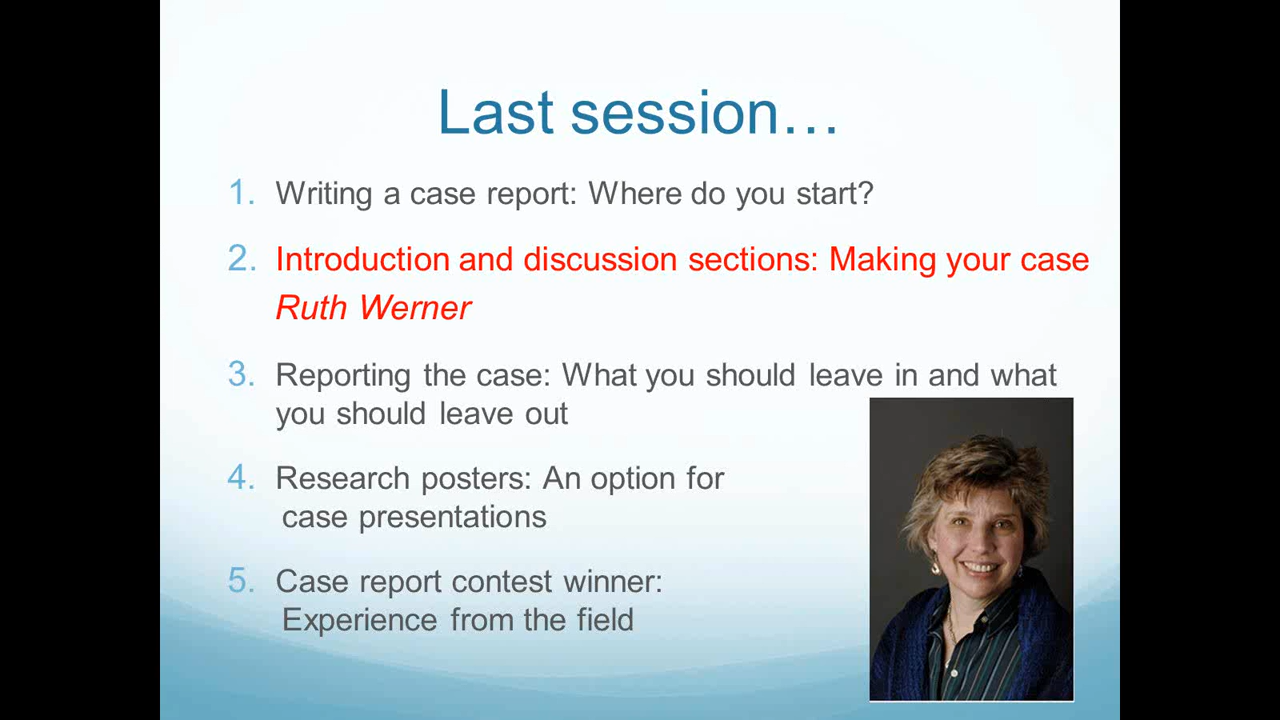 Last session…
1. Writing a case report: Where do you start?
2. Introduction and discussion sections: Making your case
Ruth Werner
3. Reporting the case: What you should leave in and what
you should leave out
4. Research posters: An option for
case presentations
5. Case report contest winner:
Experience from the field